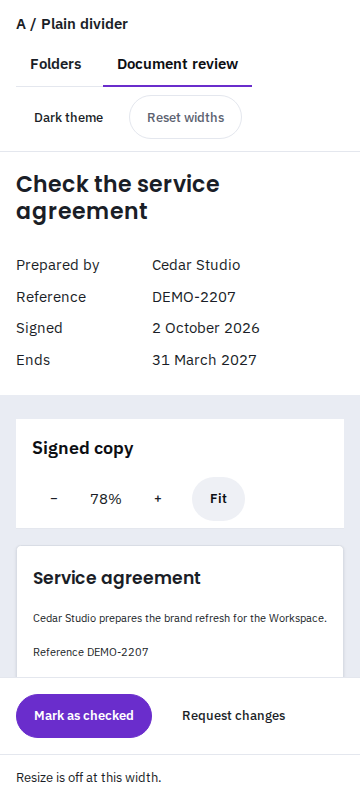 A / Plain divider
Folders Document review
Dark theme Reset widths
Check the service
agreement
Prepared by Cedar Studio
Reference DEMO-2207
Signed 2 October 2026
Ends 31 March 2027
Signed copy
− 78% + Fit
Service agreement
Cedar Studio prepares the brand refresh for the Workspace.
Reference DEMO-2207
Mark as checked Request changes
Resize is off at this width.